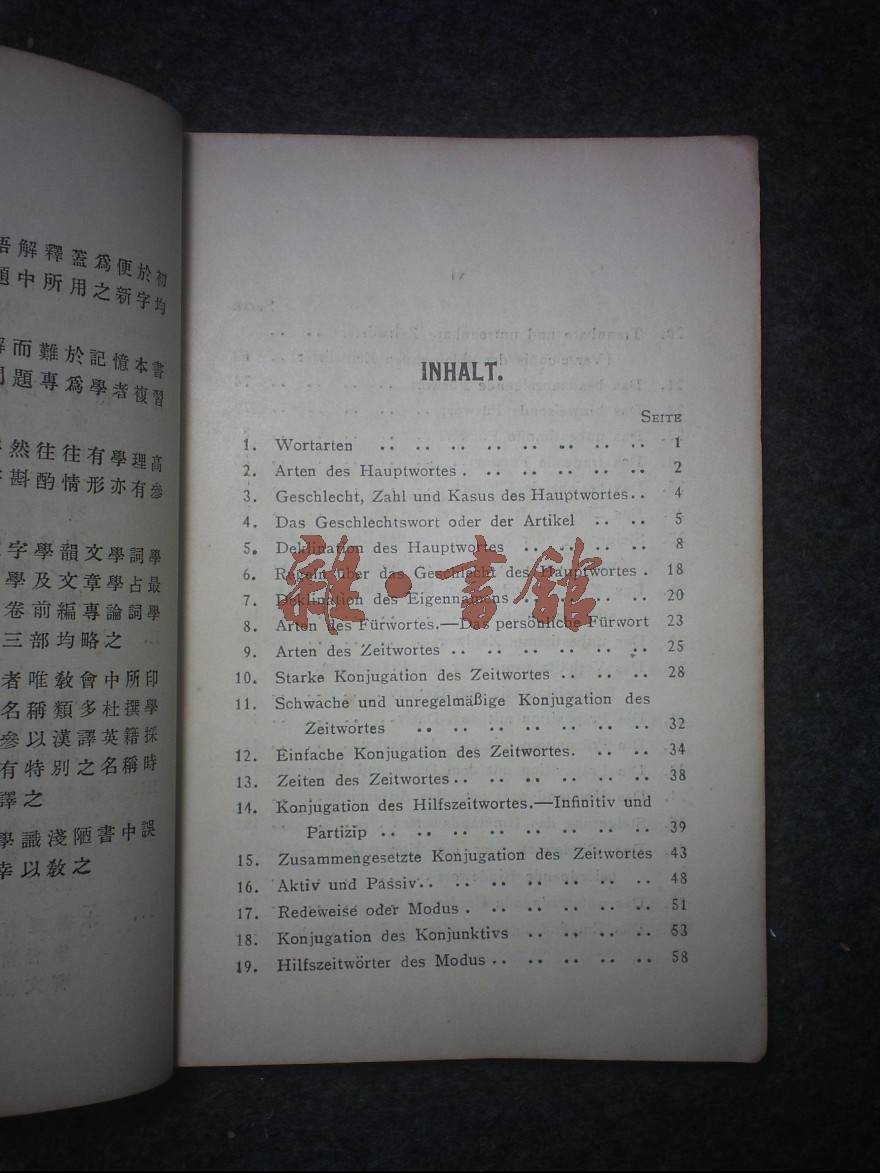 語解釋蓋爲便於初
題中所用之新字均
解而難於記憶本書
問題專爲學者複習
然往往有學理高
斟酌情形亦有參
字學韻文學詞學
學及文章學占最
卷前編專論詞學
三部均略之
者唯敎會中所印
名稱類多杜撰學
參以漢譯英籍採
有特別之名稱時
譯之
學識淺陋書中誤
幸以敎之
INHALT.
SEITE
1. Wortarten .. .. .. .. .. .. .. .. 1
2. Arten des Hauptwortes . .. .. .. .. .. 2
3. Geschlecht, Zahl und Kasus des Hauptwortes.. 4
4. Das Geschlechtswort oder der Artikel .. .. .. 5
5. Deklination des Hauptwortes .. .. .. .. 8
6. Regeln über das Geschlecht des Hauptwortes . 18
7. Deklination des Eigennamens .. .. .. .. 20
8. Arten des Fürwortes.—Das persönliche Fürwort 23
9. Arten des Zeitwortes .. .. .. .. .. .. 25
10. Starke Konjugation des Zeitwortes .. .. .. 28
11. Schwache und unregelmäßige Konjugation des
Zeitwortes .. .. .. .. .. .. .. 32
12. Einfache Konjugation des Zeitwortes. .. .. .. 34
13. Zeiten des Zeitwortes.. .. .. .. .. .. 38
14. Konjugation des Hilfszeitwortes.—Infinitiv und
Partizip .. .. .. .. .. .. .. .. 39
15. Zusammengesetzte Konjugation des Zeitwortes 43
16. Aktiv und Passiv.. .. .. .. .. .. .. 48
17. Redeweise oder Modus . .. .. .. .. .. 51
18. Konjugation des Konjunktivs .. .. .. .. 53
19. Hilfszeitwörter des Modus .. .. .. .. .. 58
雜·書館